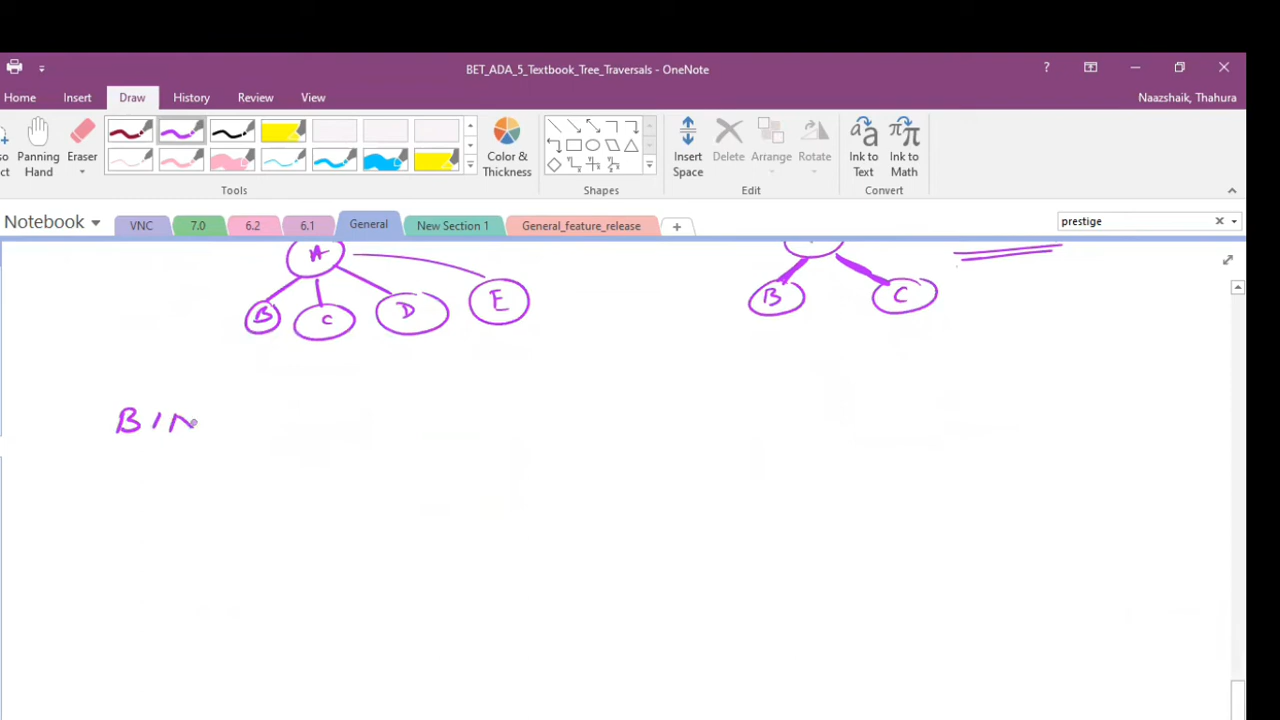 BET_ADA_5_Textbook_Tree_Traversals - OneNote
?
Home Insert Draw History Review View
Naazshaik, Thahura
Panning Hand
Eraser
Color & Thickness
Insert Space
Delete
Arrange
Rotate
Ink to Text
Ink to Math
Tools
Shapes
Edit
Convert
Notebook
VNC 7.0 6.2 6.1 General New Section 1 General_feature_release +
prestige
A
B C D E
B C
BIN